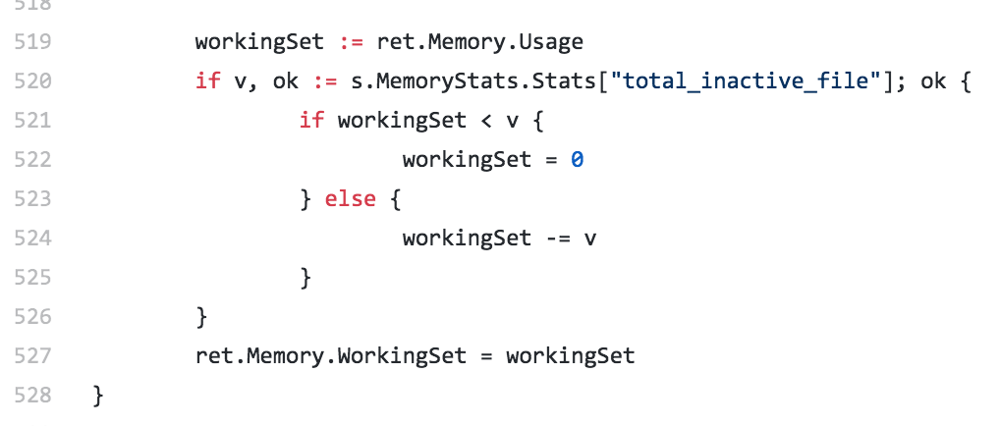 518
519 workingSet := ret.Memory.Usage
520 if v, ok := s.MemoryStats.Stats["total_inactive_file"]; ok {
521 if workingSet < v {
522 workingSet = 0
523 } else {
524 workingSet -= v
525 }
526 }
527 ret.Memory.WorkingSet = workingSet
528 }